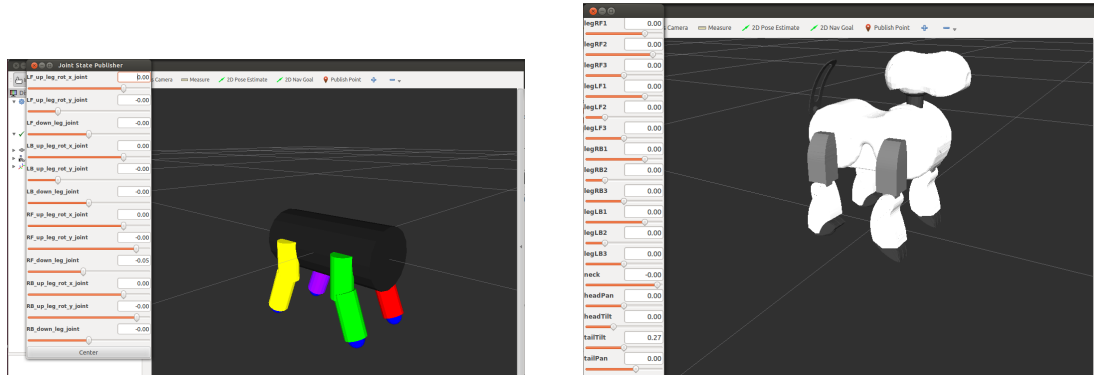 Joint State Publisher
LF_up_leg_rot_x_joint 0.00
LF_up_leg_rot_y_joint -0.00
LF_down_leg_joint -0.00
LB_up_leg_rot_x_joint 0.00
LB_up_leg_rot_y_joint -0.00
LB_down_leg_joint -0.00
RF_up_leg_rot_x_joint 0.00
RF_up_leg_rot_y_joint -0.00
RF_down_leg_joint -0.05
RB_up_leg_rot_x_joint 0.00
RB_up_leg_rot_y_joint -0.00
RB_down_leg_joint -0.00
Center
Camera Measure 2D Pose Estimate 2D Nav Goal Publish Point
legRF1 0.00
legRF2 0.00
legRF3 0.00
legLF1 0.00
legLF2 0.00
legLF3 0.00
legRB1 0.00
legRB2 0.00
legRB3 0.00
legLB1 0.00
legLB2 0.00
legLB3 0.00
neck -0.00
headPan 0.00
headTilt 0.00
tailTilt 0.27
tailPan 0.00
Camera Measure 2D Pose Estimate 2D Nav Goal Publish Point